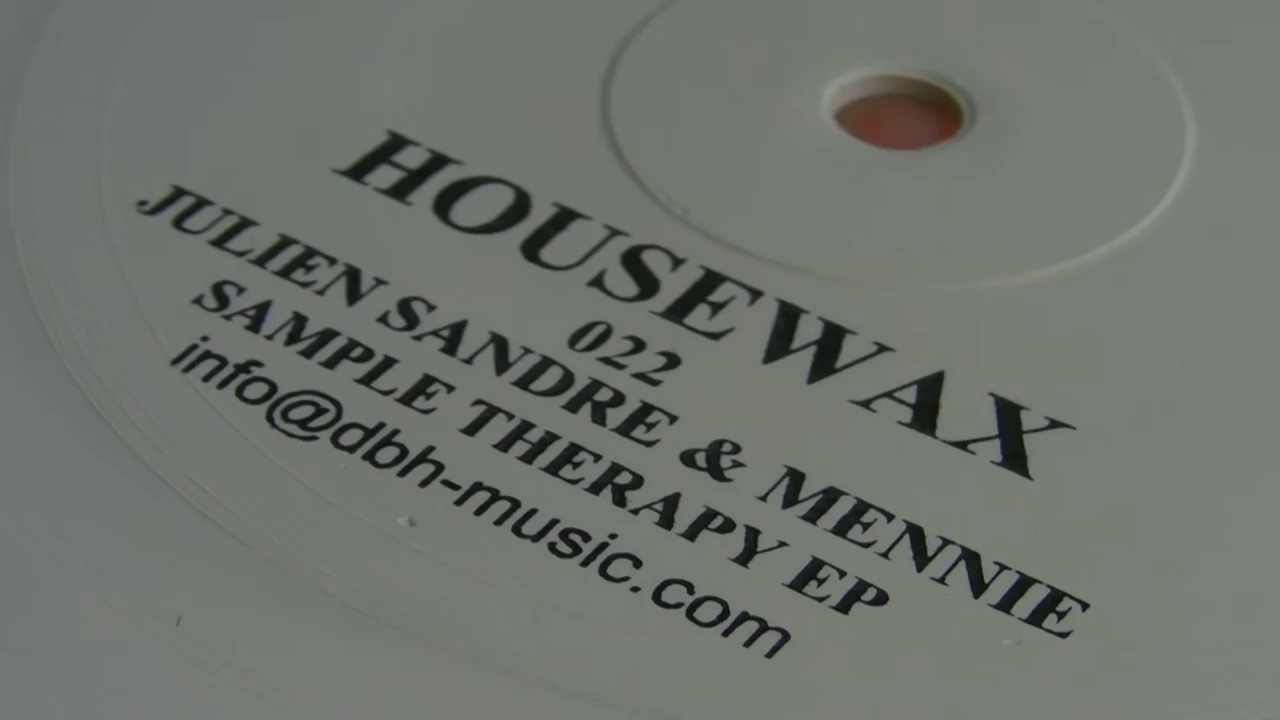 HOUSEWAX
022
JULIEN SANDRE & MENNIE
SAMPLE THERAPY EP
info@dbh-music.com